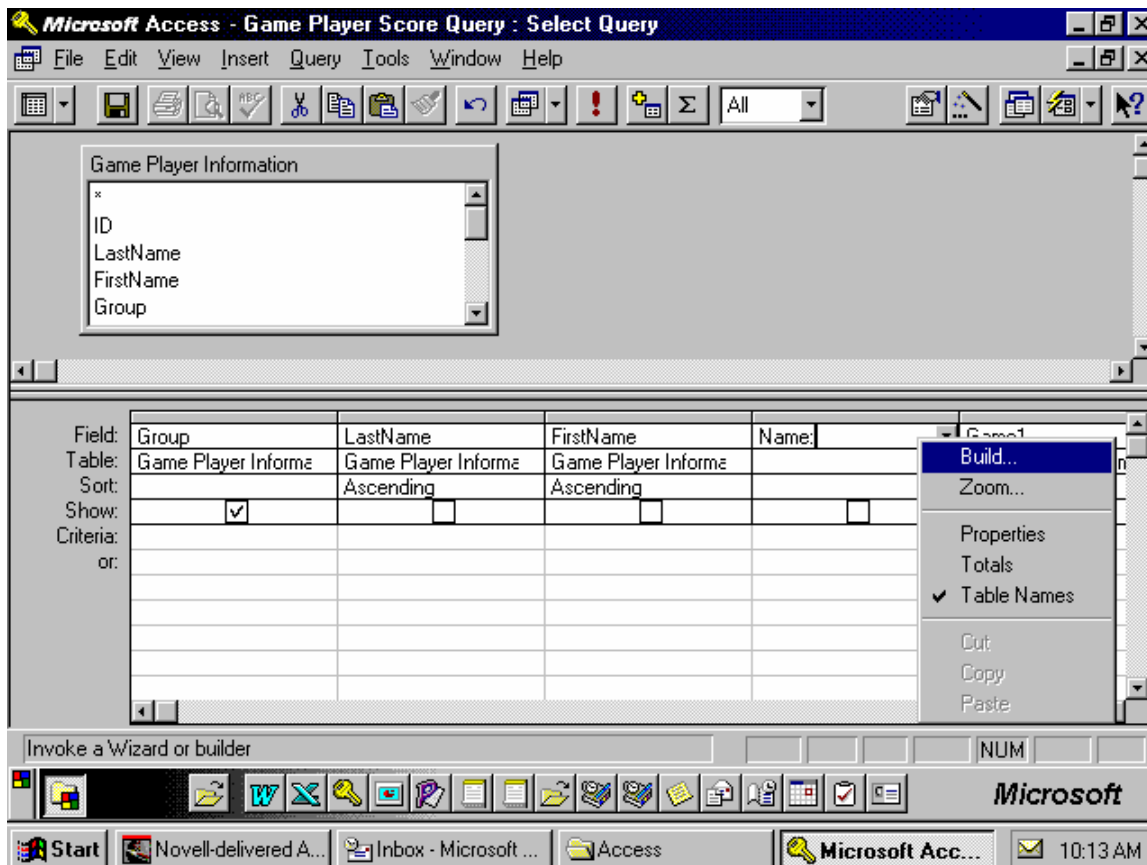 Microsoft Access - Game Player Score Query : Select Query
File Edit View Insert Query Tools Window Help
ABC Σ All
Game Player Information
*
ID
LastName
FirstName
Group
Field: Group LastName FirstName Name: Game1
Table: Game Player Informa Game Player Informa Game Player Informa
Sort: Ascending Ascending
Show:
Criteria:
or:
Build...
Zoom...
Properties
Totals
Table Names
Cut
Copy
Paste
Invoke a Wizard or builder NUM
Microsoft
Start Novell-delivered A... Inbox - Microsoft ... Access Microsoft Acc... 10:13 AM